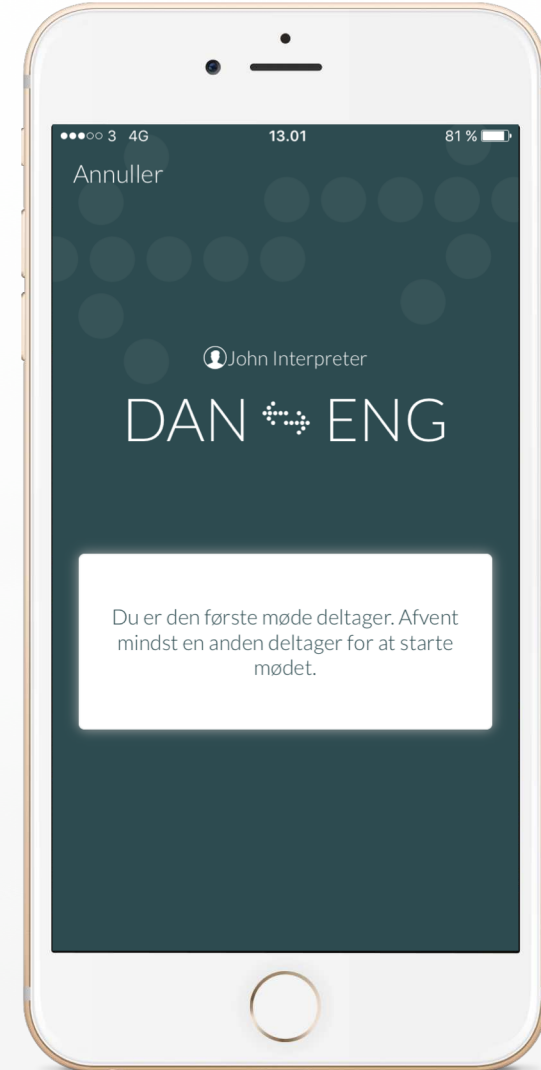 3 4G 13.01 81 %
Annuller
John Interpreter
DAN ENG
Du er den første møde deltager. Afvent
mindst en anden deltager for at starte
mødet.